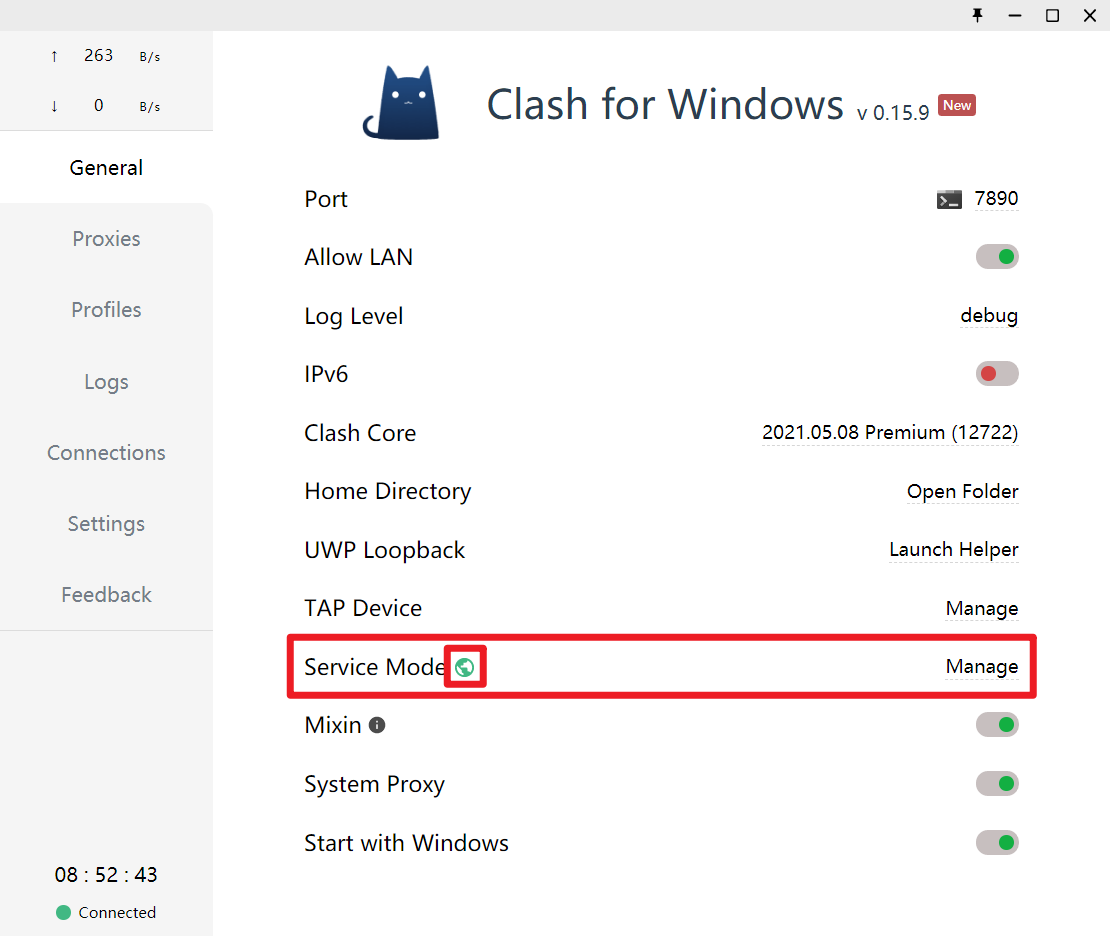 ↑ 263 B/s
↓ 0 B/s
General
Proxies
Profiles
Logs
Connections
Settings
Feedback
08 : 52 : 43
Connected
Clash for Windows v 0.15.9 New
Port 7890
Allow LAN
Log Level debug
IPv6
Clash Core 2021.05.08 Premium (12722)
Home Directory Open Folder
UWP Loopback Launch Helper
TAP Device Manage
Service Mode Manage
Mixin
System Proxy
Start with Windows